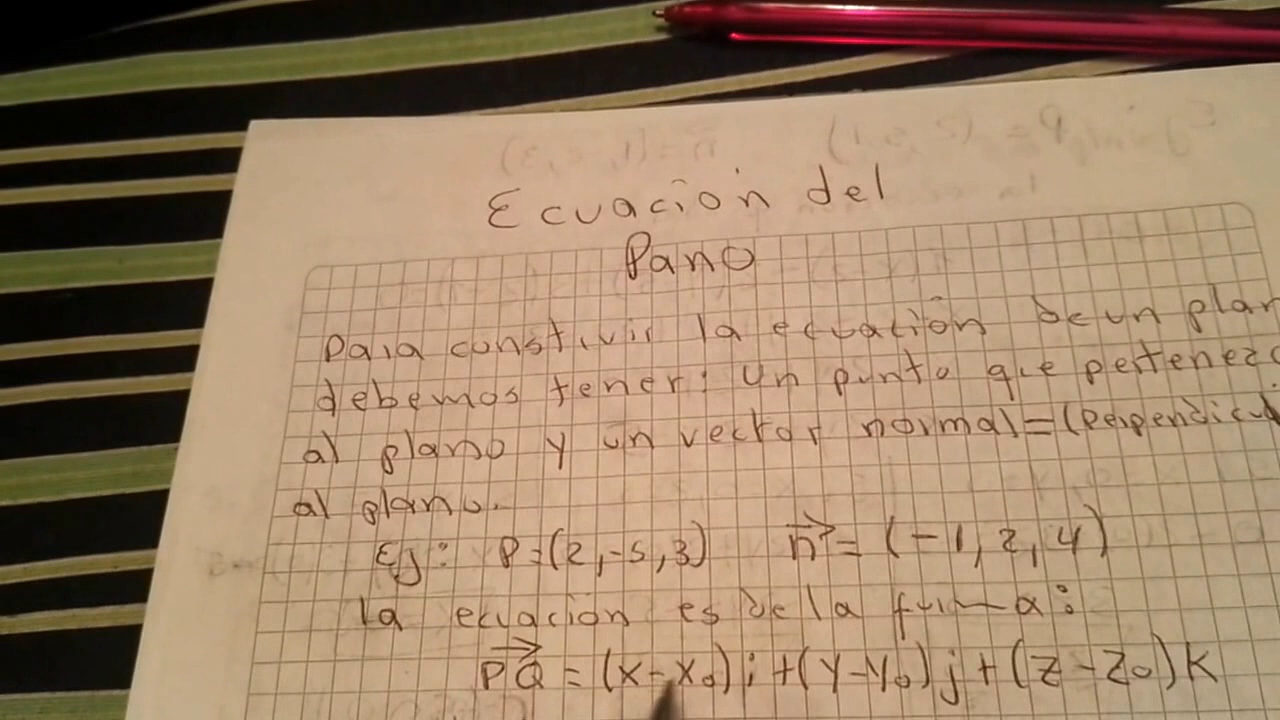 Ecuación del
Pano
Para construir la ecuación de un plan
debemos tener: Un punto que pertenezc
al plano y un vector normal=(perpendicul
al plano.
Ej: P=(2,-5,3) n⃗=(-1,2,4)
la ecuación es de la forma:
P⃗Q⃗ = (x-x₀)i+(y-y₀)j+(z-z₀)k